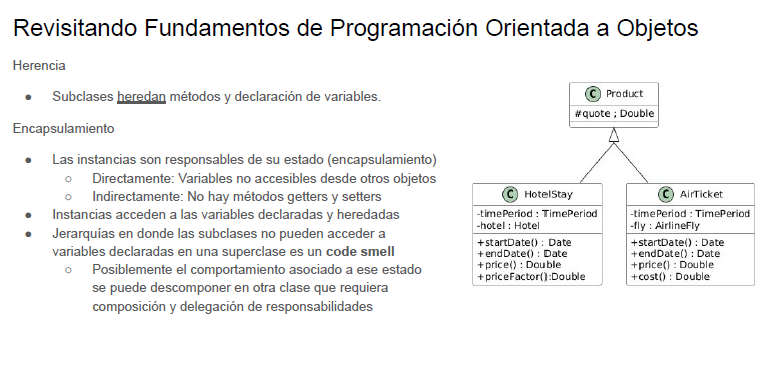 Revisitando Fundamentos de Programación Orientada a Objetos
Herencia
● Subclases heredan métodos y declaración de variables.
Encapsulamiento
● Las instancias son responsables de su estado (encapsulamiento)
○ Directamente: Variables no accesibles desde otros objetos
○ Indirectamente: No hay métodos getters y setters
● Instancias acceden a las variables declaradas y heredadas
● Jerarquías en donde las subclases no pueden acceder a
variables declaradas en una superclase es un code smell
○ Posiblemente el comportamiento asociado a ese estado
se puede descomponer en otra clase que requiera
composición y delegación de responsabilidades
C Product
#quote ; Double
C HotelStay
-timePeriod : TimePeriod
-hotel : Hotel
+startDate() : Date
+endDate() : Date
+price() : Double
+priceFactor():Double
C AirTicket
-timePeriod : TimePeriod
-fly : AirlineFly
+startDate() : Date
+endDate() : Date
+price() : Double
+cost() : Double